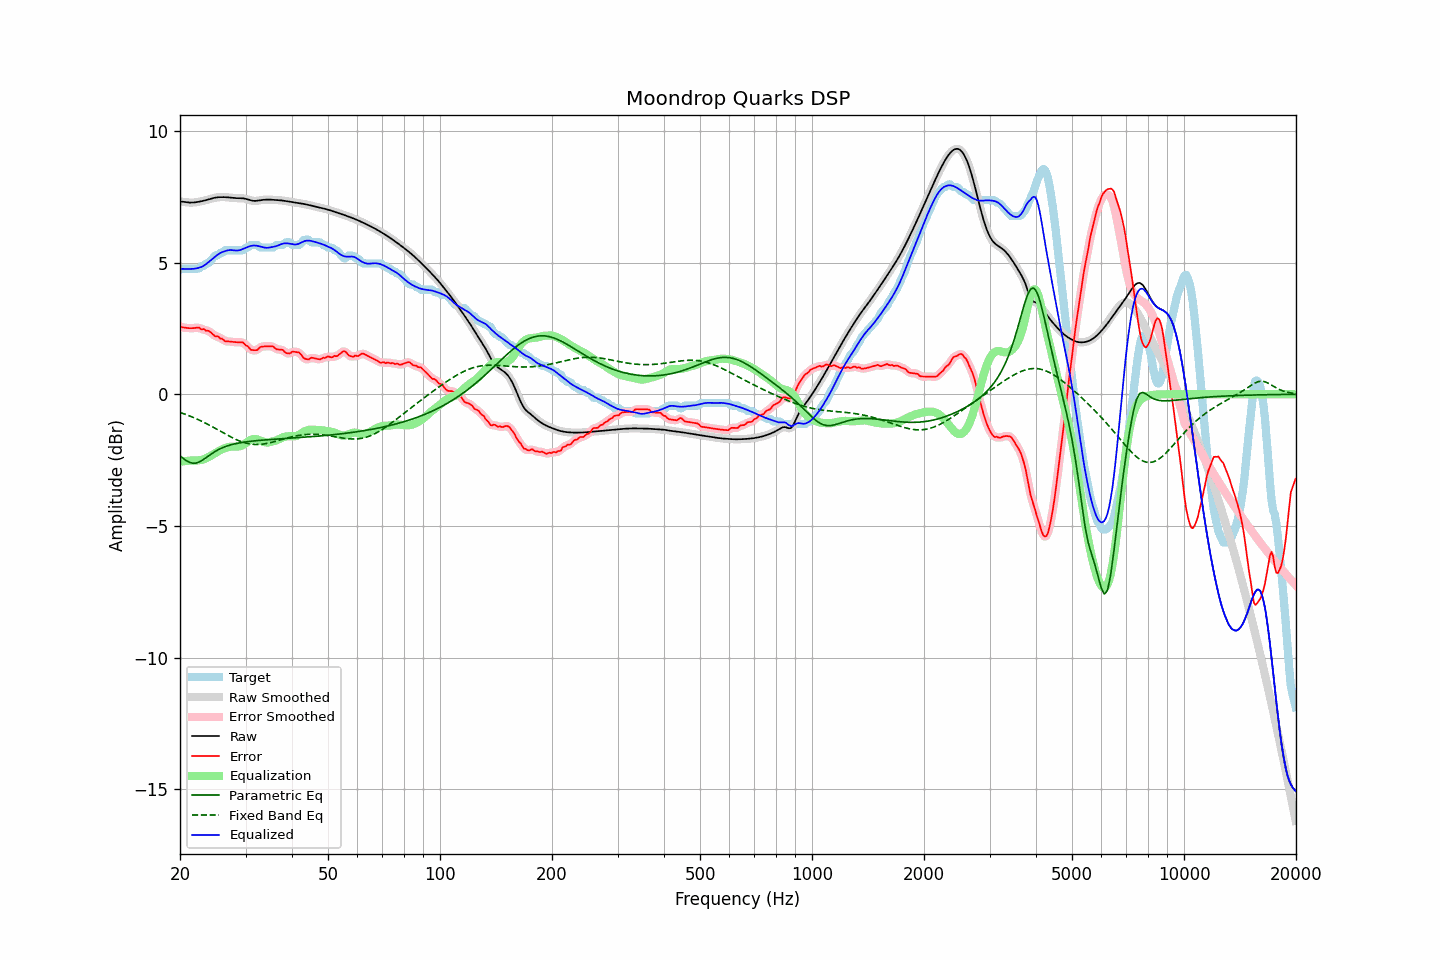 Moondrop Quarks DSP
10
5
0
−5
−10
−15
Amplitude (dBr)
Target
Raw Smoothed
Error Smoothed
Raw
Error
Equalization
Parametric Eq
Fixed Band Eq
Equalized
20 50 100 200 500 1000 2000 5000 10000 20000
Frequency (Hz)